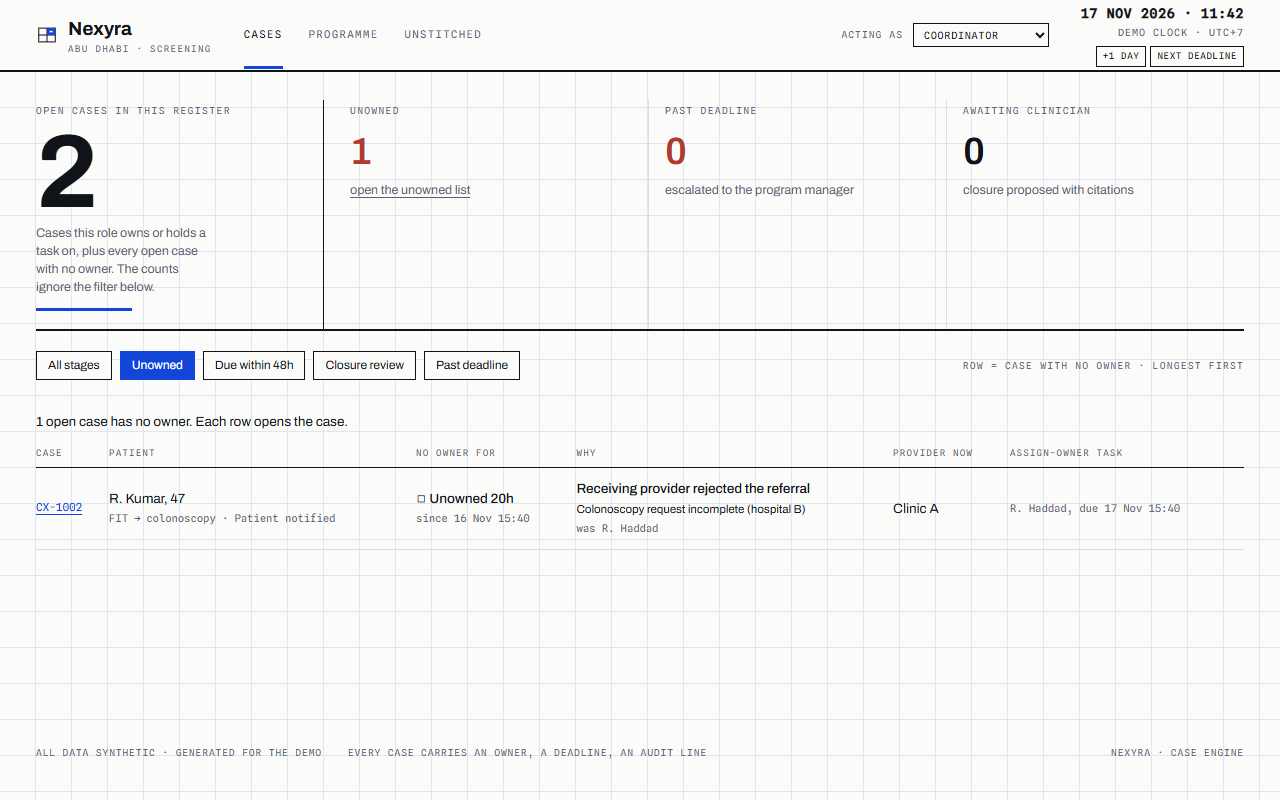 Nexyra
ABU DHABI · SCREENING
CASES
PROGRAMME
UNSTITCHED
ACTING AS
COORDINATOR
17 NOV 2026 · 11:42
DEMO CLOCK · UTC+7
+1 DAY
NEXT DEADLINE
OPEN CASES IN THIS REGISTER
2
Cases this role owns or holds a
task on, plus every open case
with no owner. The counts
ignore the filter below.
UNOWNED
1
open the unowned list
PAST DEADLINE
0
escalated to the program manager
AWAITING CLINICIAN
0
closure proposed with citations
All stages
Unowned
Due within 48h
Closure review
Past deadline
ROW = CASE WITH NO OWNER · LONGEST FIRST
1 open case has no owner. Each row opens the case.
CASE
PATIENT
NO OWNER FOR
WHY
PROVIDER NOW
ASSIGN-OWNER TASK
CX-1002
R. Kumar, 47
FIT → colonoscopy · Patient notified
Unowned 20h
since 16 Nov 15:40
Receiving provider rejected the referral
Colonoscopy request incomplete (hospital B)
was R. Haddad
Clinic A
R. Haddad, due 17 Nov 15:40
ALL DATA SYNTHETIC · GENERATED FOR THE DEMO
EVERY CASE CARRIES AN OWNER, A DEADLINE, AN AUDIT LINE
NEXYRA · CASE ENGINE